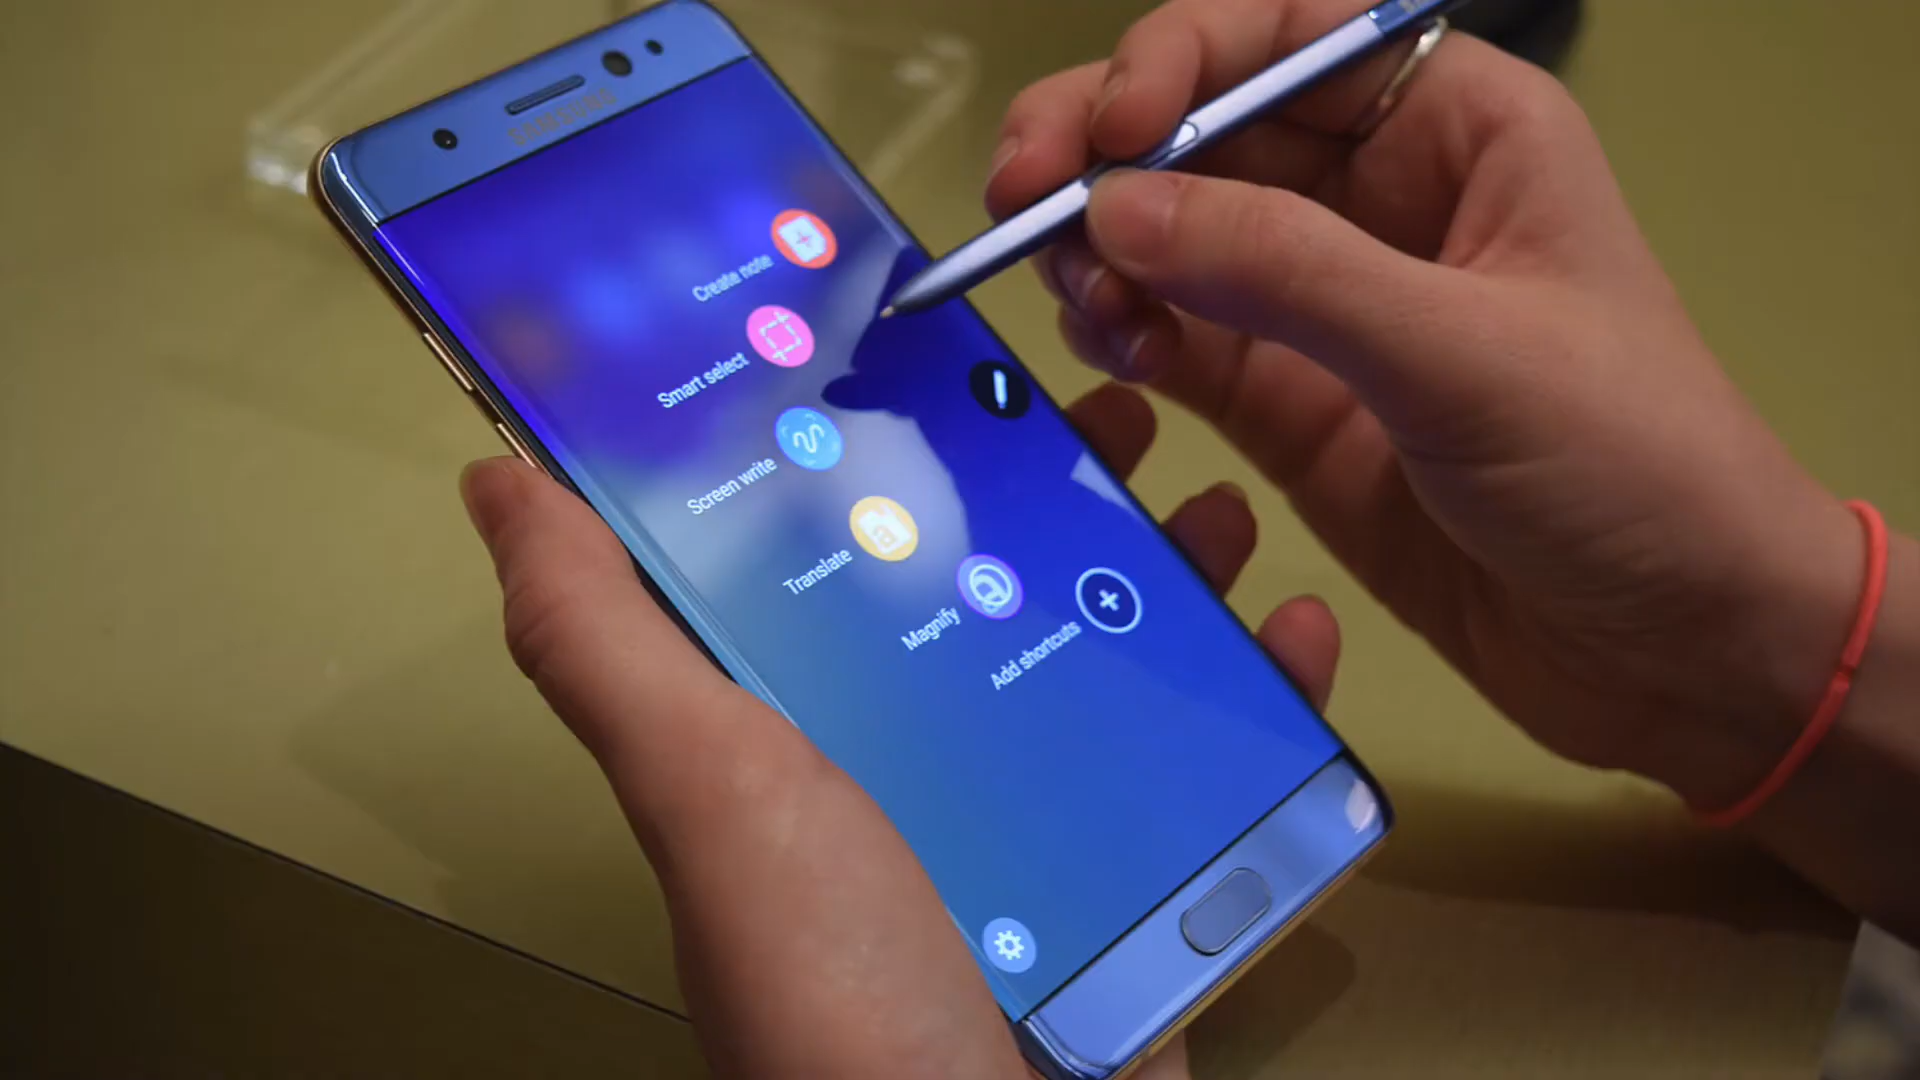 SAMSUNG
Create note
Smart select
Screen write
Translate
a
Magnify
Add shortcuts